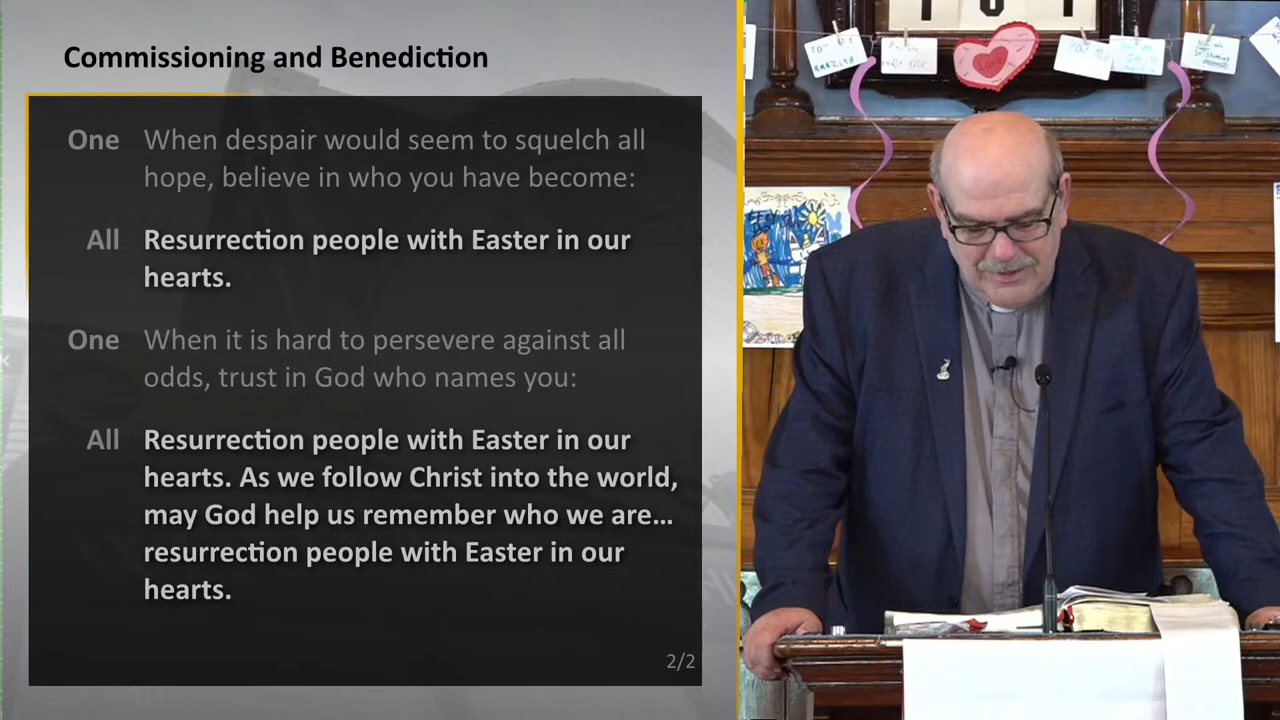 Commissioning and Benediction
One When despair would seem to squelch all
hope, believe in who you have become:
All Resurrection people with Easter in our
hearts.
One When it is hard to persevere against all
odds, trust in God who names you:
All Resurrection people with Easter in our
hearts. As we follow Christ into the world,
may God help us remember who we are...
resurrection people with Easter in our
hearts.
2/2